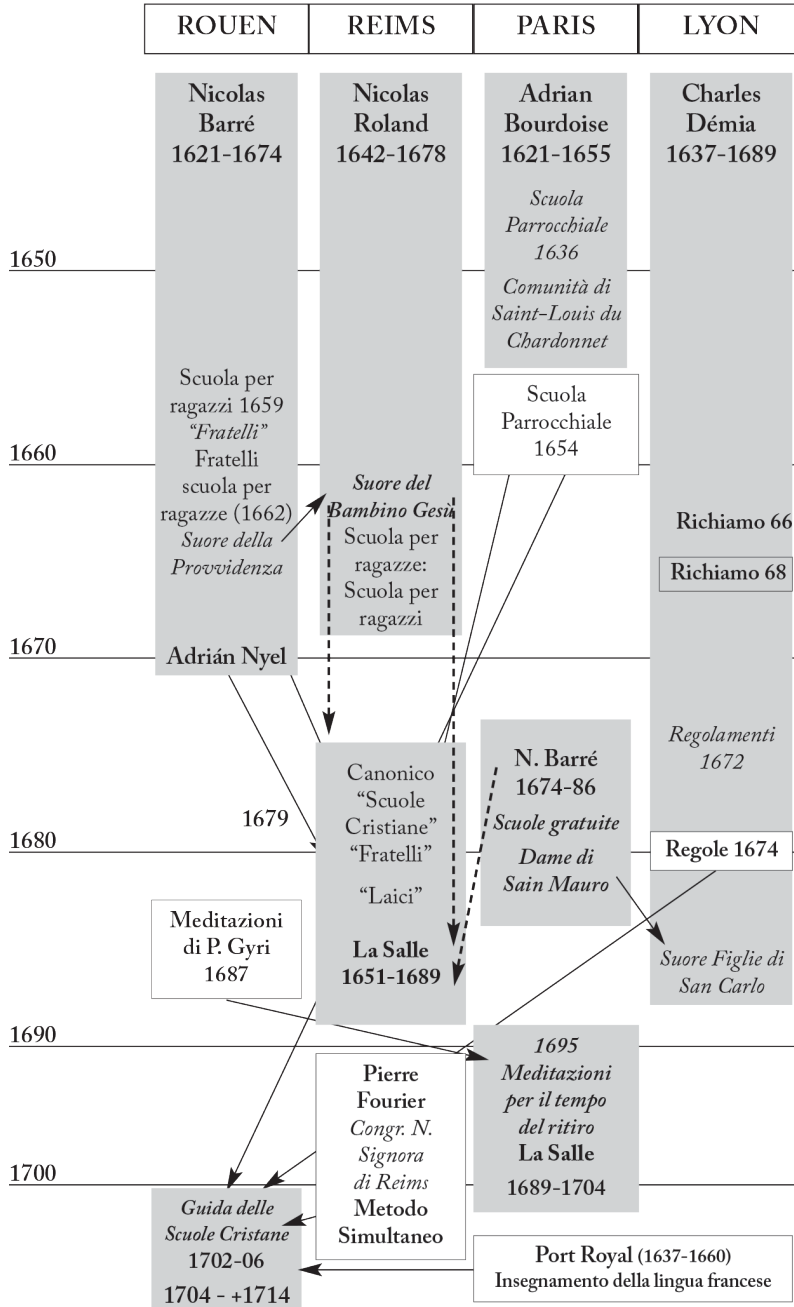 ROUEN
REIMS
PARIS
LYON
Nicolas
Barré
1621-1674
Nicolas
Roland
1642-1678
Adrian
Bourdoise
1621-1655
Charles
Démia
1637-1689
Scuola
Parrocchiale
1636
1650
Comunità di
Saint-Louis du
Chardonnet
Scuola per
ragazzi 1659
“Fratelli”
Fratelli
scuola per
ragazze (1662)
Suore della
Provvidenza
Scuola
Parrocchiale
1654
1660
Suore del
Bambino Gesù
Scuola per
ragazze:
Scuola per
ragazzi
Richiamo 66
Richiamo 68
1670
Adrián Nyel
Canonico
“Scuole
Cristiane”
“Fratelli”
“Laici”
La Salle
1651-1689
N. Barré
1674-86
Scuole gratuite
Dame di
Sain Mauro
Regolamenti
1672
1679
1680
Regole 1674
Meditazioni
di P. Gyri
1687
Suore Figlie di
San Carlo
1690
Pierre
Fourier
Congr. N.
Signora
di Reims
Metodo
Simultaneo
1695
Meditazioni
per il tempo
del ritiro
La Salle
1689-1704
1700
Guida delle
Scuole Cristane
1702-06
1704 - +1714
Port Royal (1637-1660)
Insegnamento della lingua francese